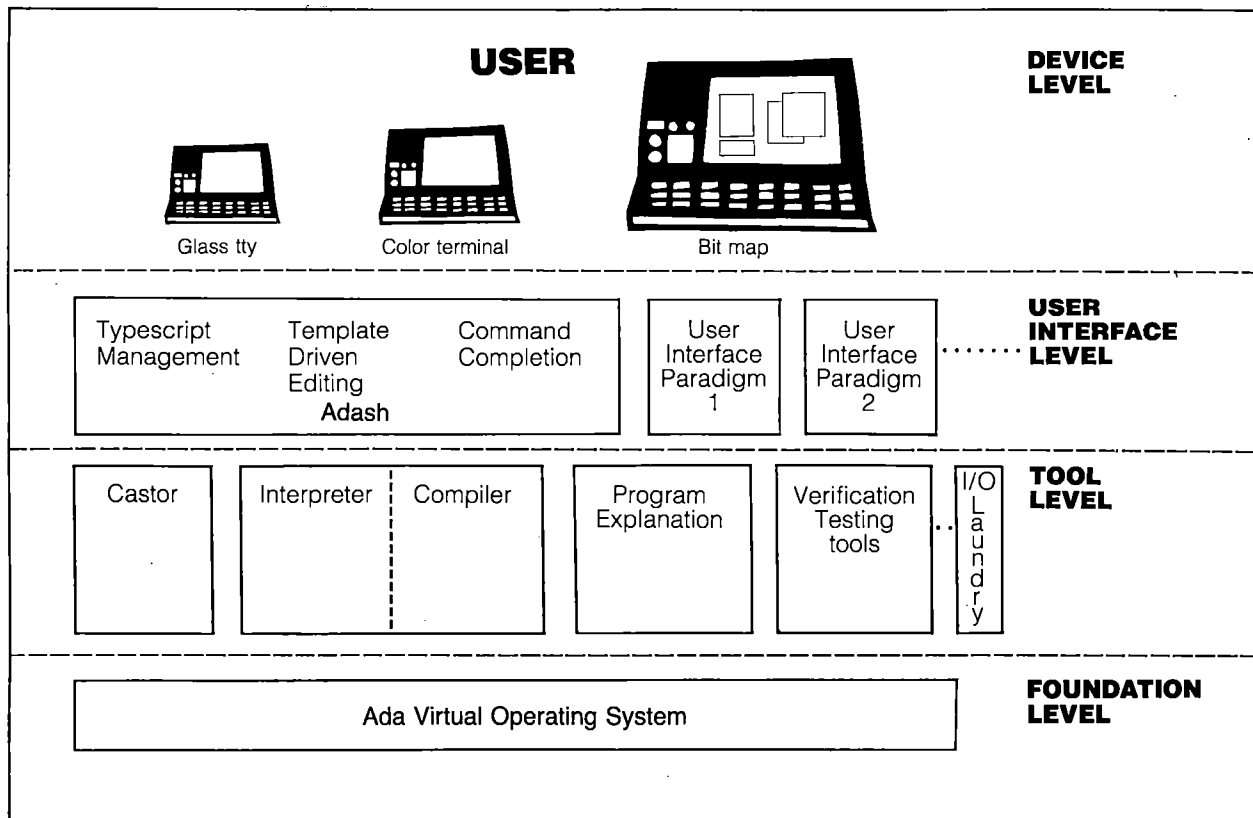 USER
DEVICE
LEVEL
Glass tty
Color terminal
Bit map
Typescript
Management
Template
Driven
Editing
Command
Completion
Adash
User
Interface
Paradigm
1
User
Interface
Paradigm
2
USER
INTERFACE
LEVEL
Castor
Interpreter
Compiler
Program
Explanation
Verification
Testing
tools
I/O
Laundry
TOOL
LEVEL
Ada Virtual Operating System
FOUNDATION
LEVEL